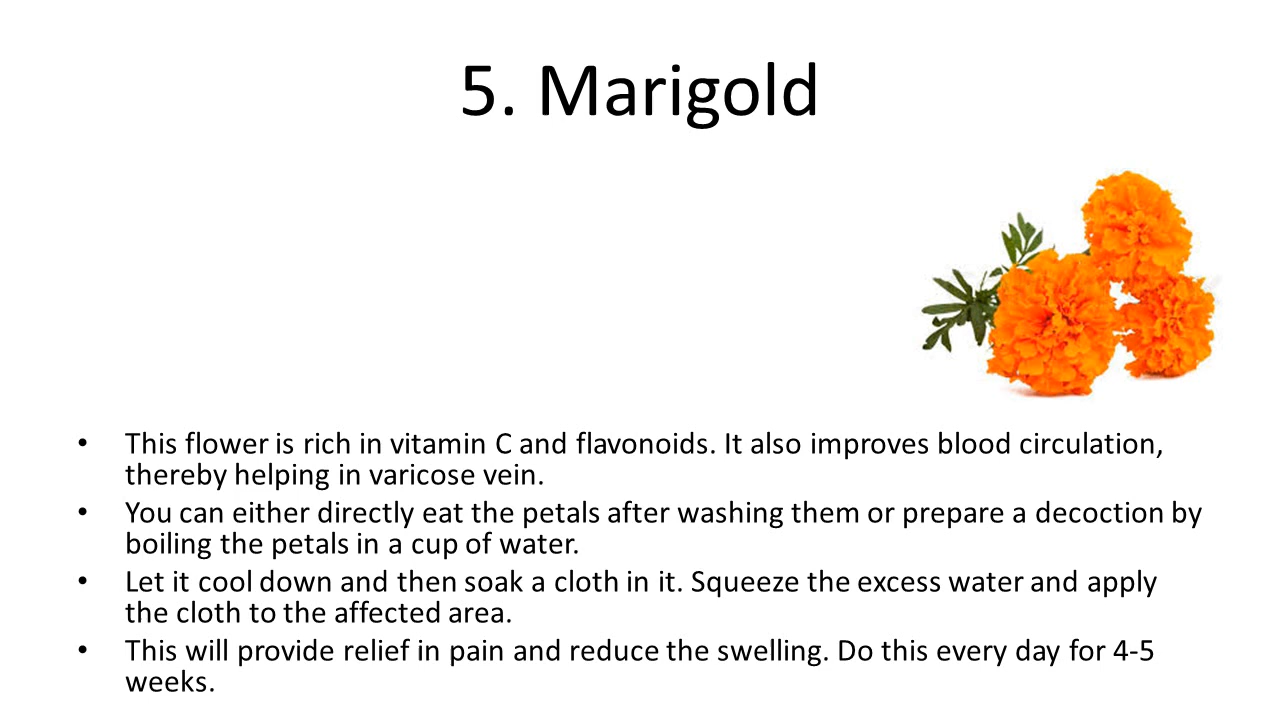 5. Marigold
• This flower is rich in vitamin C and flavonoids. It also improves blood circulation,
thereby helping in varicose vein.
• You can either directly eat the petals after washing them or prepare a decoction by
boiling the petals in a cup of water.
• Let it cool down and then soak a cloth in it. Squeeze the excess water and apply
the cloth to the affected area.
• This will provide relief in pain and reduce the swelling. Do this every day for 4-5
weeks.